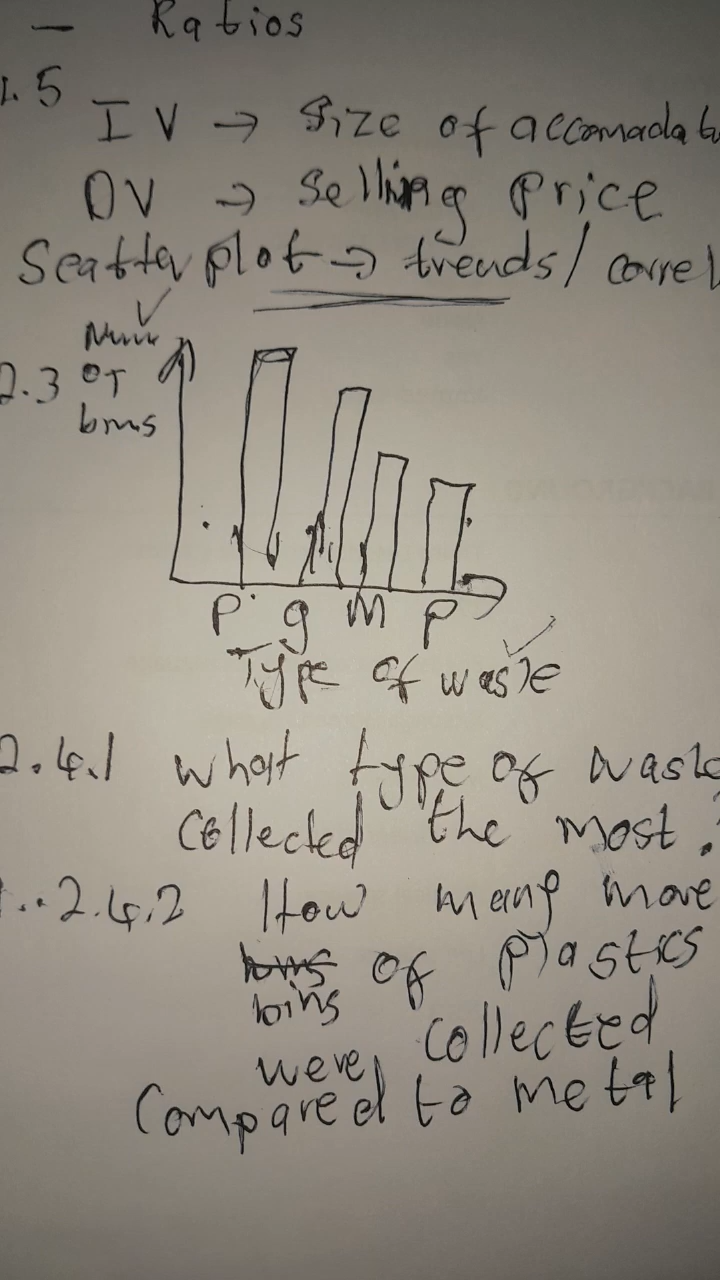 — Ratios
1.5
IV → Size of accomadat
DV → Selling Price
Scatter plot → trends / correl
2.3 Num
OF
bins
P g M P
Type of waste
2.4.1 What type of waste
Collected the most.
2.4.2 How many more
of Plastics
bins
were collected
Compared to metal